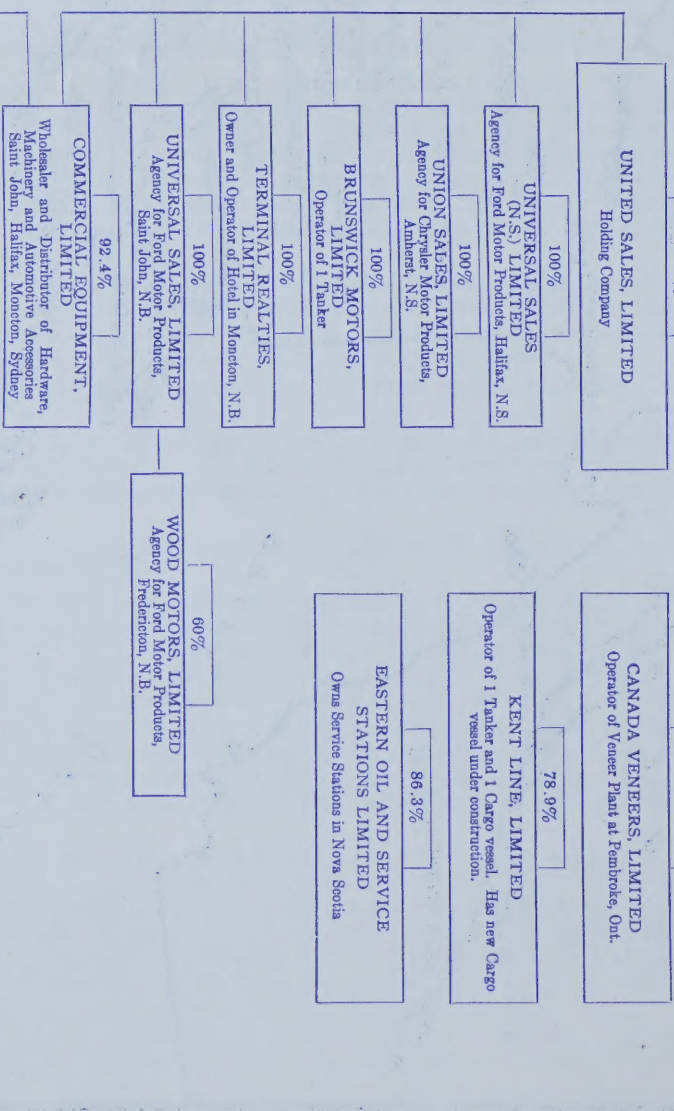 UNITED SALES, LIMITED
Holding Company
100%
UNIVERSAL SALES
(N.S.) LIMITED
Agency for Ford Motor Products, Halifax, N.S.
100%
UNION SALES, LIMITED
Agency for Chrysler Motor Products,
Amherst, N.S.
100%
BRUNSWICK MOTORS,
LIMITED
Operator of 1 Tanker
100%
TERMINAL REALTIES,
LIMITED
Owner and Operator of Hotel in Moncton, N.B.
100%
UNIVERSAL SALES, LIMITED
Agency for Ford Motor Products,
Saint John, N.B.
92.4%
COMMERCIAL EQUIPMENT,
LIMITED
Wholesaler and Distributor of Hardware,
Machinery and Automotive Accessories
Saint John, Halifax, Moncton, Sydney
60%
WOOD MOTORS, LIMITED
Agency for Ford Motor Products,
Fredericton, N.B.
CANADA VENEERS, LIMITED
Operator of Veneer Plant at Pembroke, Ont.
78.9%
KENT LINE, LIMITED
Operator of 1 Tanker and 1 Cargo vessel. Has new Cargo
vessel under construction.
86.3%
EASTERN OIL AND SERVICE
STATIONS LIMITED
Owns Service Stations in Nova Scotia